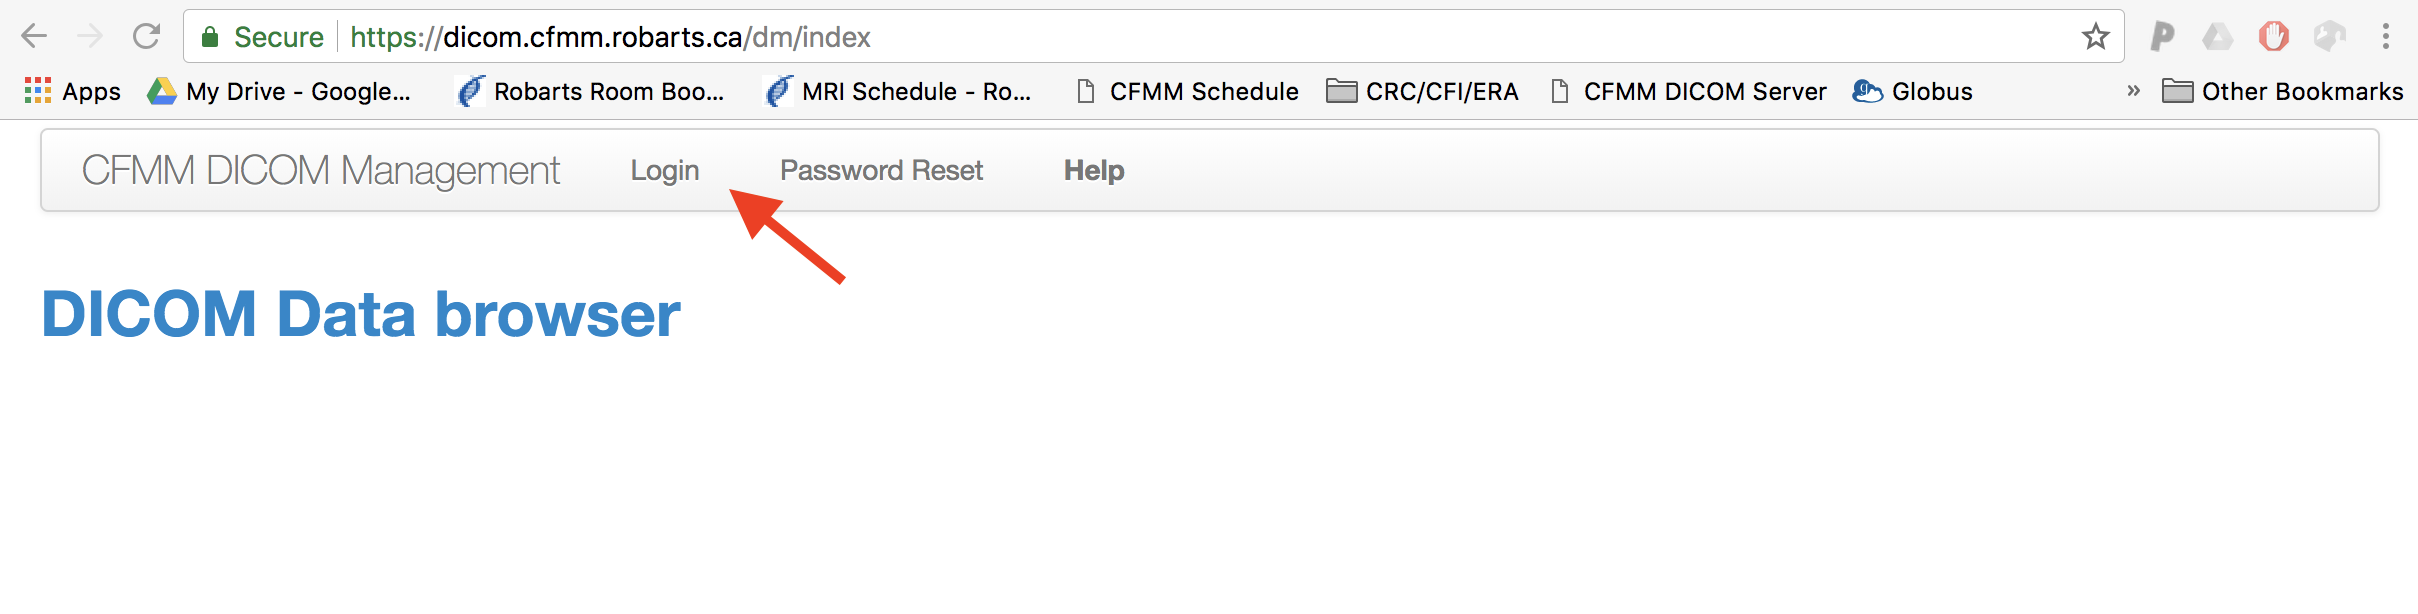 Secure https://dicom.cfmm.robarts.ca/dm/index
Apps My Drive - Google... Robarts Room Boo... MRI Schedule - Ro... CFMM Schedule CRC/CFI/ERA CFMM DICOM Server Globus » Other Bookmarks
CFMM DICOM Management Login Password Reset Help
DICOM Data browser